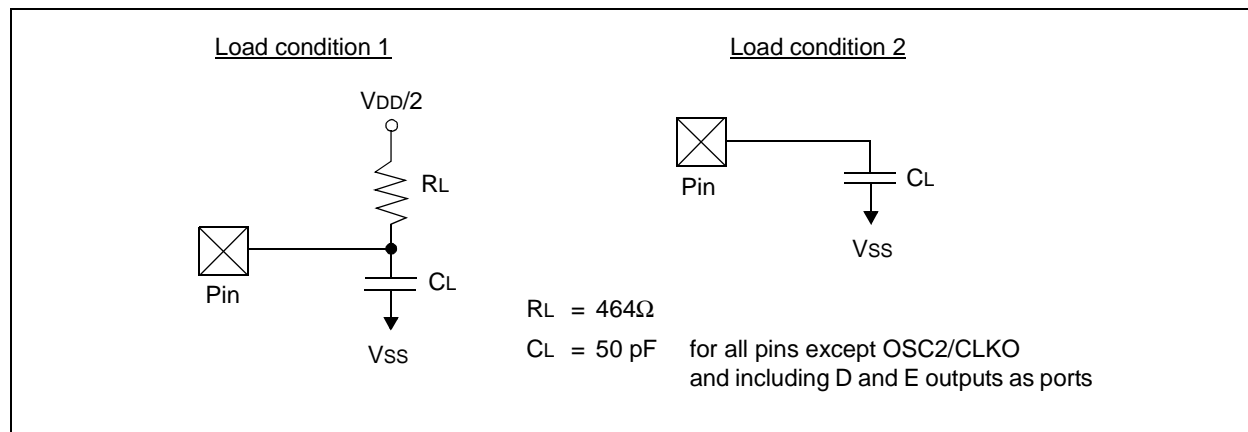 Load condition 1
VDD/2
RL
Pin
CL
VSS
Load condition 2
Pin
CL
VSS
RL = 464Ω
CL = 50 pF for all pins except OSC2/CLKO
and including D and E outputs as ports